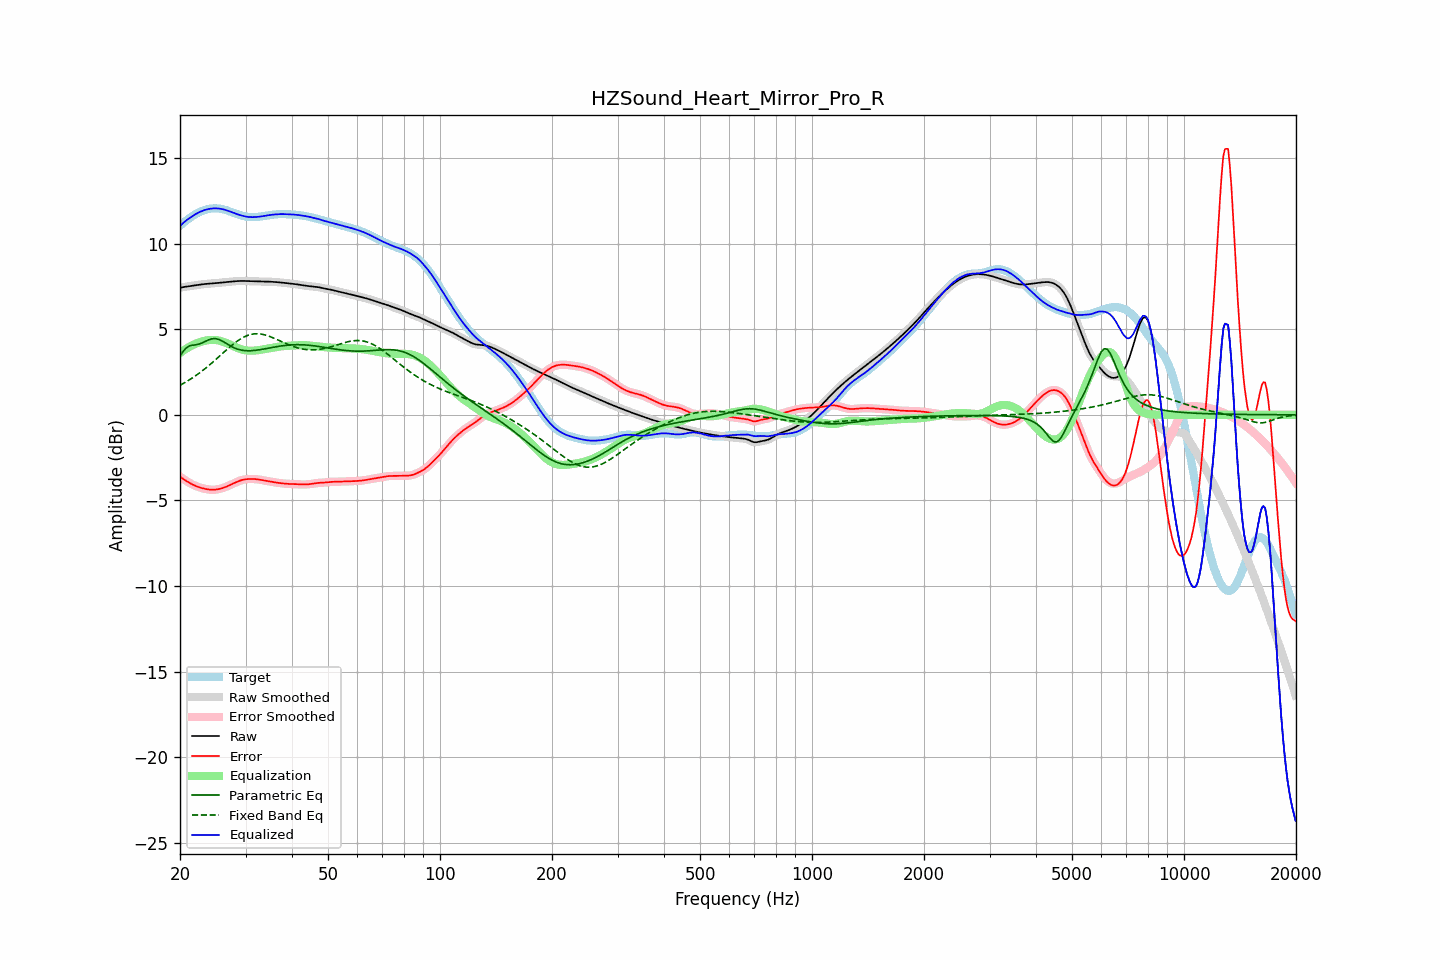 HZSound_Heart_Mirror_Pro_R
15
10
5
0
−5
−10
−15
−20
−25
Amplitude (dBr)
Target
Raw Smoothed
Error Smoothed
Raw
Error
Equalization
Parametric Eq
Fixed Band Eq
Equalized
20 50 100 200 500 1000 2000 5000 10000 20000
Frequency (Hz)